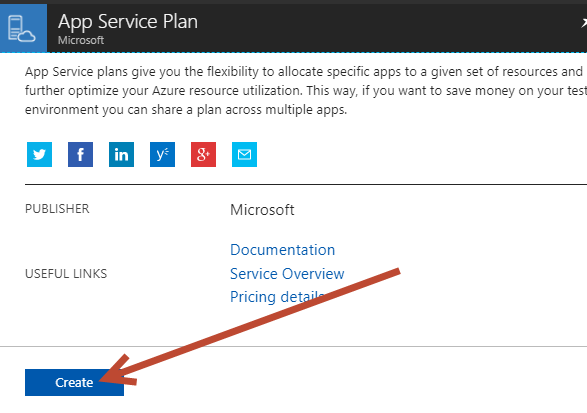 App Service Plan
Microsoft
App Service plans give you the flexibility to allocate specific apps to a given set of resources and
further optimize your Azure resource utilization. This way, if you want to save money on your test
environment you can share a plan across multiple apps.
f
in
y
g+
PUBLISHER
Microsoft
Documentation
USEFUL LINKS
Service Overview
Pricing details
Create